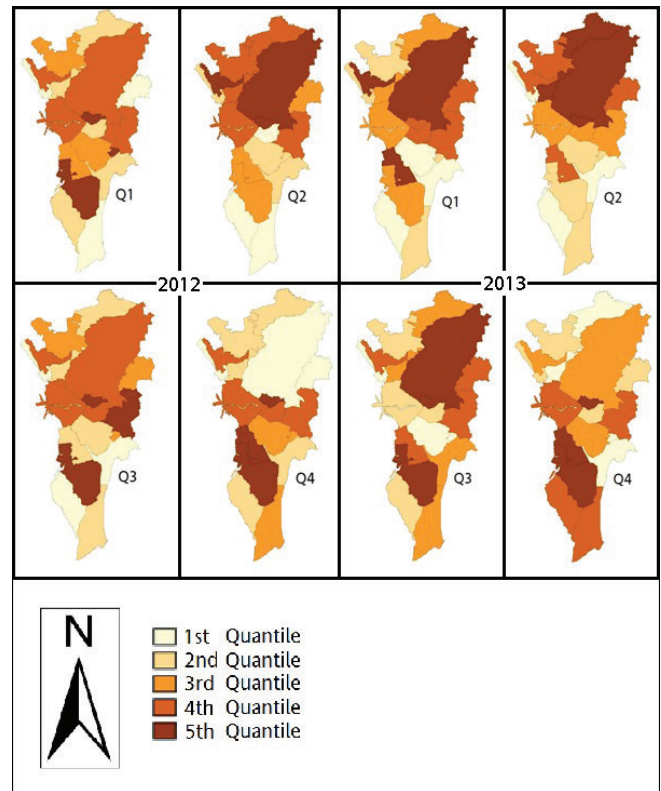 Q1
Q2
Q1
Q2
2012
2013
Q3
Q4
Q3
Q4
N
1st Quantile
2nd Quantile
3rd Quantile
4th Quantile
5th Quantile